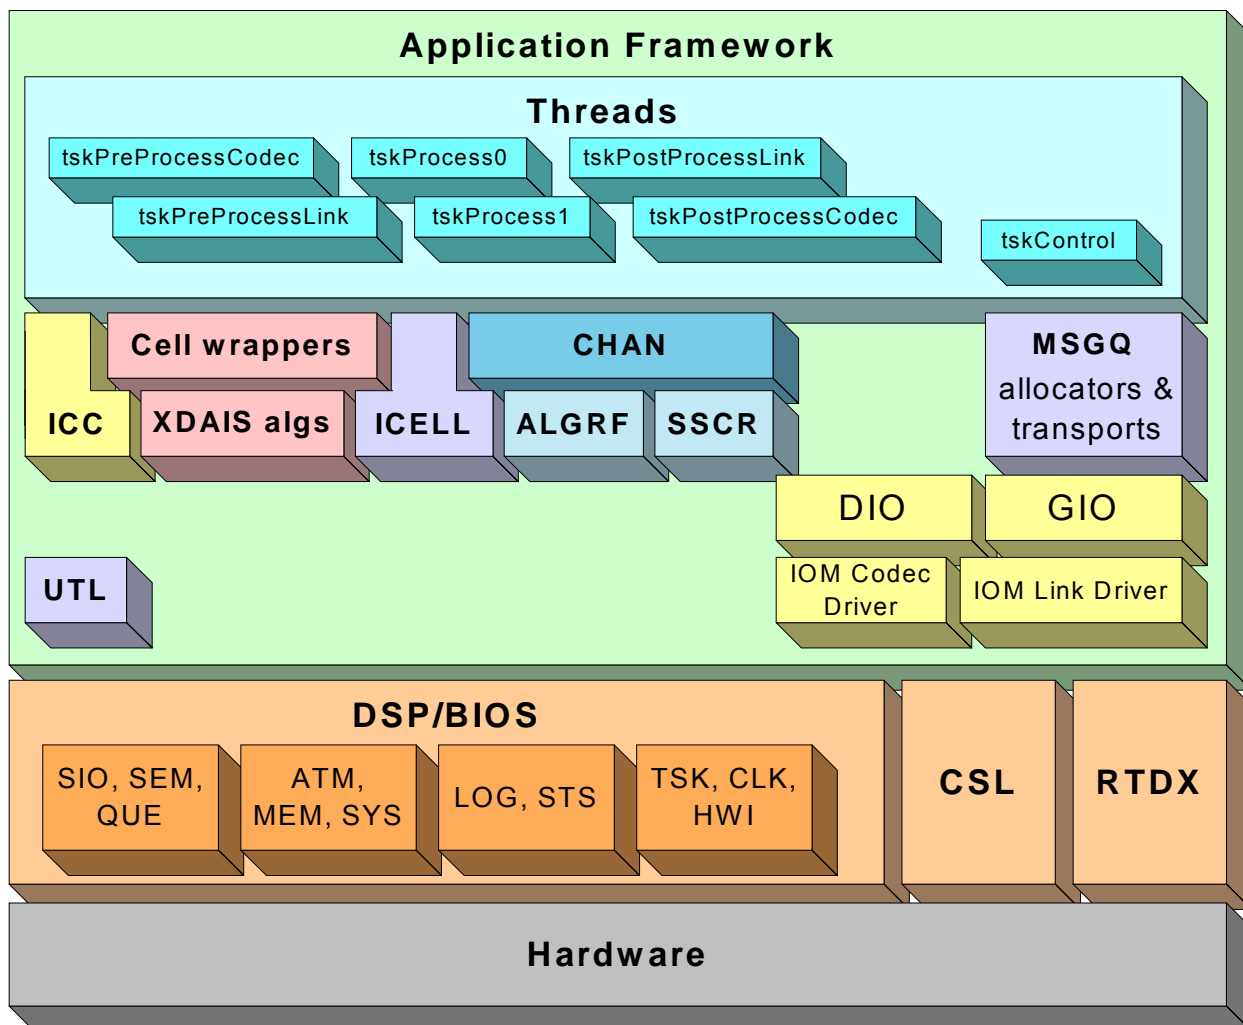 Application Framework
Threads
tskPreProcessCodec
tskProcess0
tskPostProcessLink
tskPreProcessLink
tskProcess1
tskPostProcessCodec
tskControl
Cell wrappers
CHAN
MSGQ
allocators &
transports
ICC
XDAIS algs
ICELL
ALGRF
SSCR
DIO
GIO
UTL
IOM Codec
Driver
IOM Link Driver
DSP/BIOS
SIO, SEM,
QUE
ATM,
MEM, SYS
LOG, STS
TSK, CLK,
HWI
CSL
RTDX
Hardware